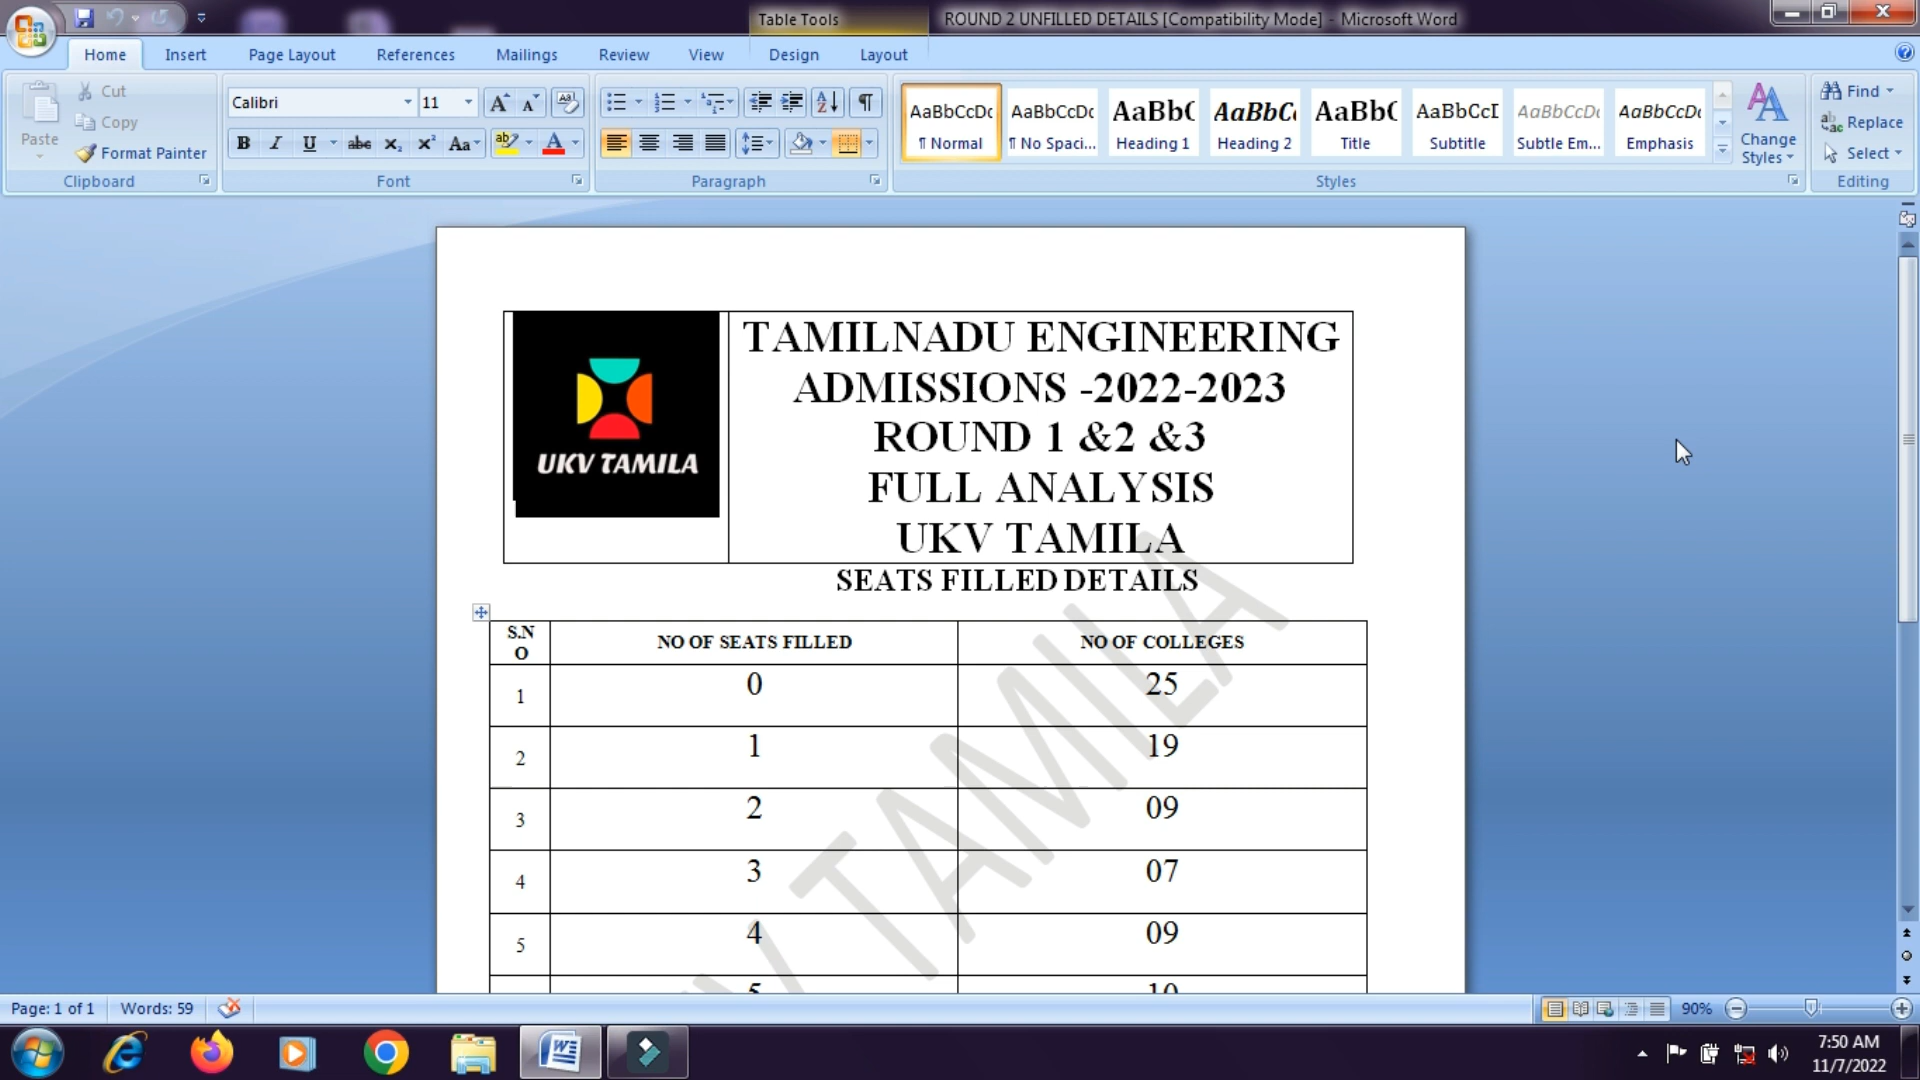 Table Tools
ROUND 2 UNFILLED DETAILS [Compatibility Mode] - Microsoft Word
Home Insert Page Layout References Mailings Review View Design Layout
Paste
Cut
Copy
Format Painter
Clipboard
Calibri 11
Font
Paragraph
AaBbCcDc AaBbCcDc AaBbC AaBbC AaBbC AaBbCcI AaBbCcDc AaBbCcDc
¶ Normal ¶ No Spaci... Heading 1 Heading 2 Title Subtitle Subtle Em... Emphasis
Change Styles
Styles
Find
Replace
Select
Editing
UKV TAMILA
TAMILNADU ENGINEERING
ADMISSIONS -2022-2023
ROUND 1 &2 &3
FULL ANALYSIS
UKV TAMILA
SEATS FILLED DETAILS
S.NO NO OF SEATS FILLED NO OF COLLEGES
1 0 25
2 1 19
3 2 09
4 3 07
5 4 09
5 10
V TAMILA
Page: 1 of 1 Words: 59 90%
7:50 AM
11/7/2022